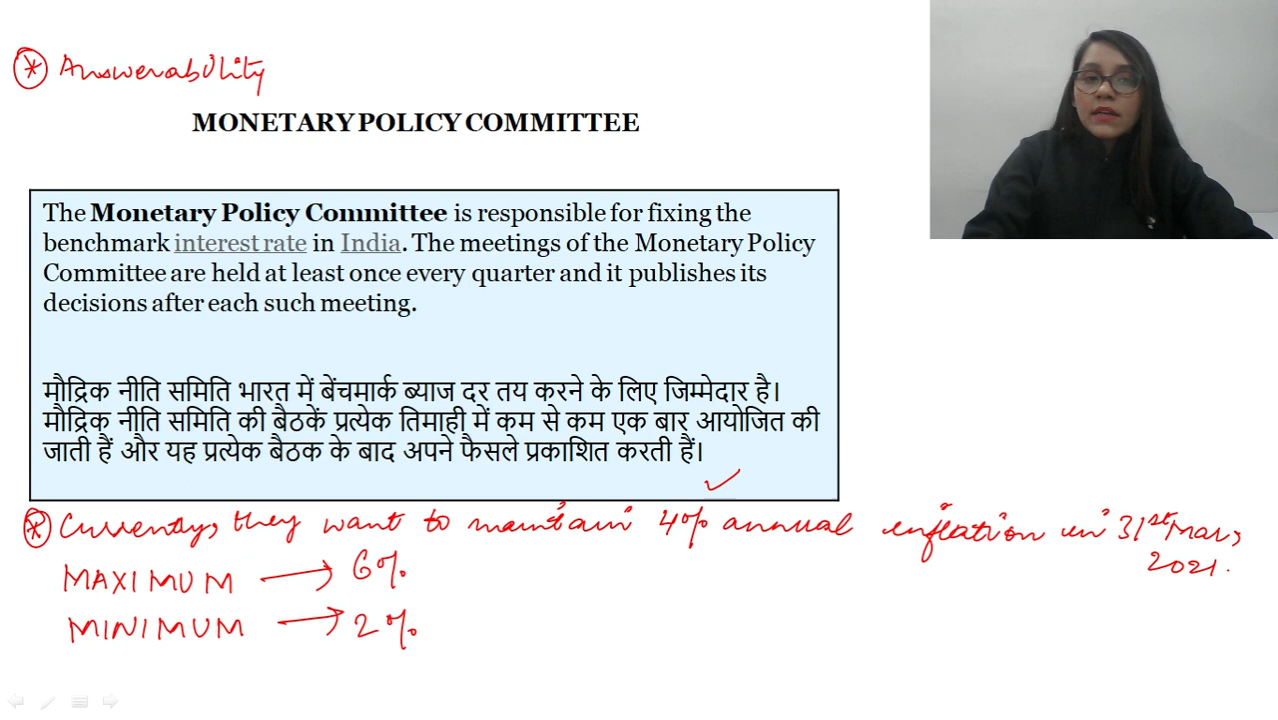 * Answerability
MONETARY POLICY COMMITTEE
The Monetary Policy Committee is responsible for fixing the
benchmark interest rate in India. The meetings of the Monetary Policy
Committee are held at least once every quarter and it publishes its
decisions after each such meeting.
मौद्रिक नीति समिति भारत में बेंचमार्क ब्याज दर तय करने के लिए जिम्मेदार है।
मौद्रिक नीति समिति की बैठकें प्रत्येक तिमाही में कम से कम एक बार आयोजित की
जाती हैं और यह प्रत्येक बैठक के बाद अपने फैसले प्रकाशित करती हैं।
* Currently, they want to maintain 4% annual inflation in 31st Mar,
2021.
MAXIMUM → 6%
MINIMUM → 2%